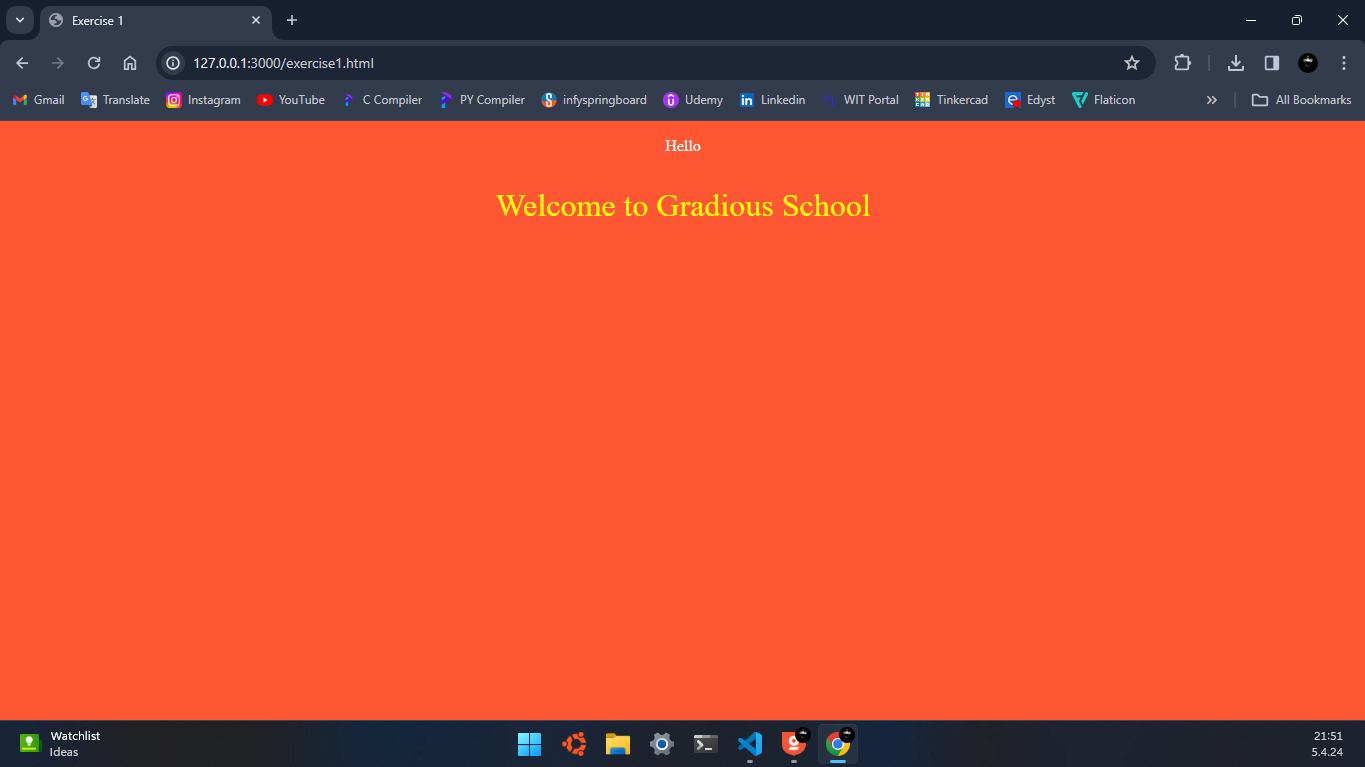 Exercise 1
127.0.0.1:3000/exercise1.html
Gmail Translate Instagram YouTube C Compiler PY Compiler infyspringboard Udemy Linkedin WIT Portal Tinkercad Edyst Flaticon » All Bookmarks
Hello
Welcome to Gradious School
Watchlist
Ideas
21:51
5.4.24